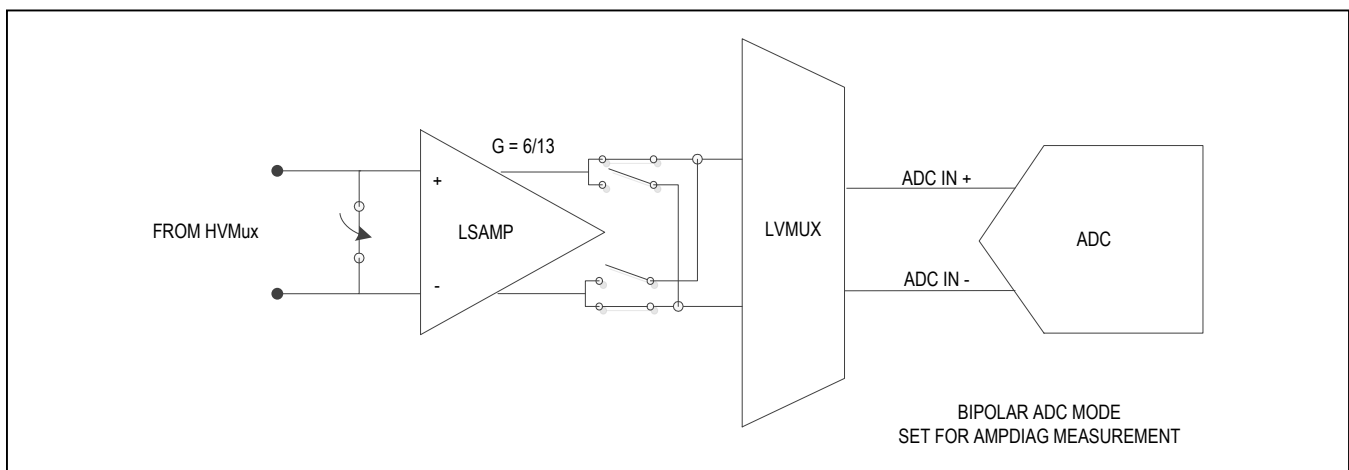 G = 6/13
ADC IN +
+
FROM HVMux
LSAMP
LVMUX
ADC
-
ADC IN -
BIPOLAR ADC MODE
SET FOR AMPDIAG MEASUREMENT